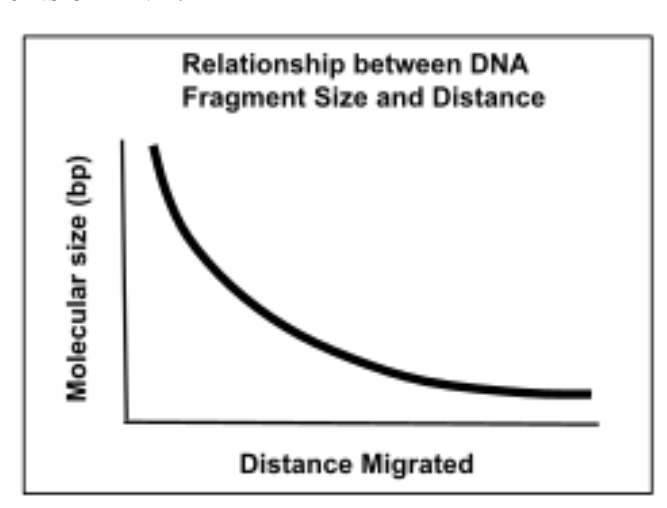 Relationship between DNA
Fragment Size and Distance
Molecular size (bp)
Distance Migrated